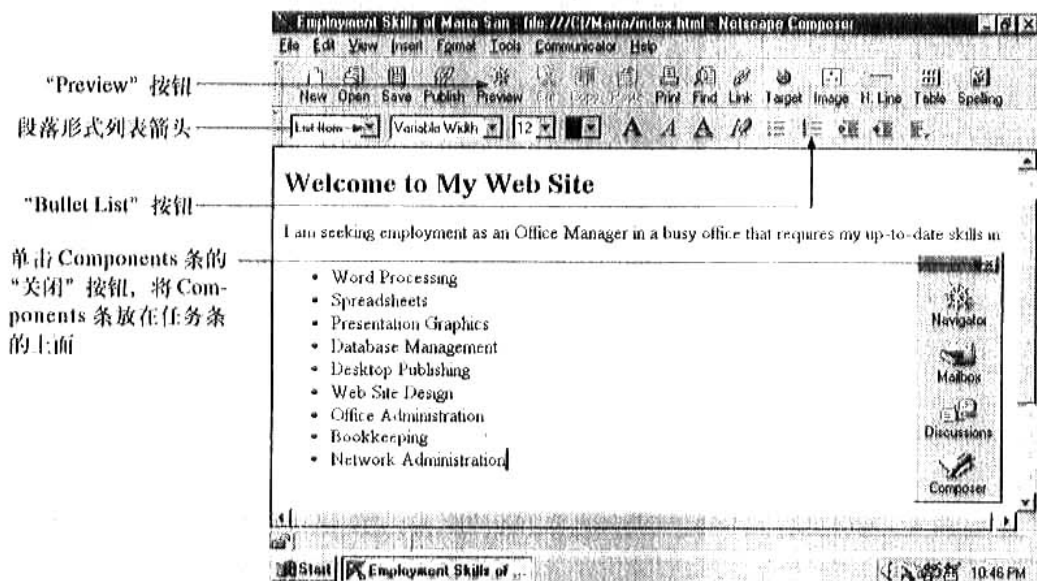 Employment Skills of Maria San - file:///C|/Maria/index.html - Netscape Composer
File Edit View Insert Format Tools Communicator Help
“Preview” 按钮
New Open Save Publish Preview Cut Copy Paste Print Find Link Target Image H. Line Table Spelling
段落形式列表箭头
List Item Variable Width 12
Welcome to My Web Site
“Bullet List” 按钮
I am seeking employment as an Office Manager in a busy office that requires my up-to-date skills in
单击 Components 条的
“关闭” 按钮，将 Com-
ponents 条放在任务条
的上面
• Word Processing
• Spreadsheets
• Presentation Graphics
• Database Management
• Desktop Publishing
• Web Site Design
• Office Administration
• Bookkeeping
• Network Administration
Navigator
Mailbox
Discussions
Composer
Start Employment Skills of ... 10:46 PM